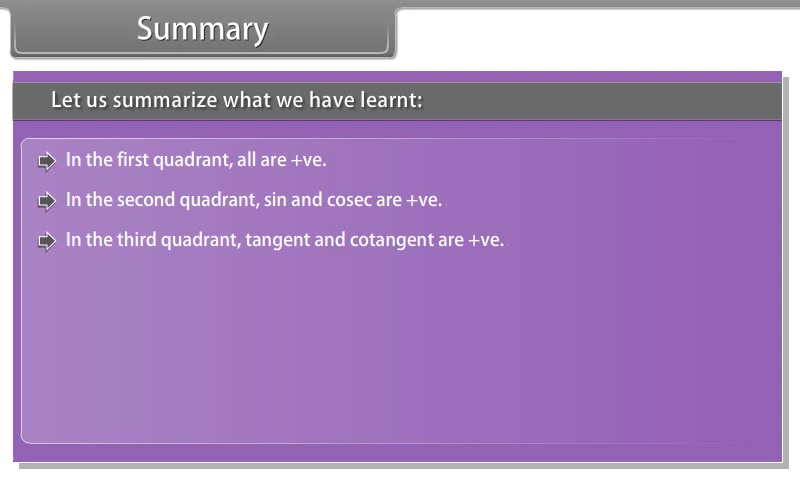 Summary
Let us summarize what we have learnt:
In the first quadrant, all are +ve.
In the second quadrant, sin and cosec are +ve.
In the third quadrant, tangent and cotangent are +ve.